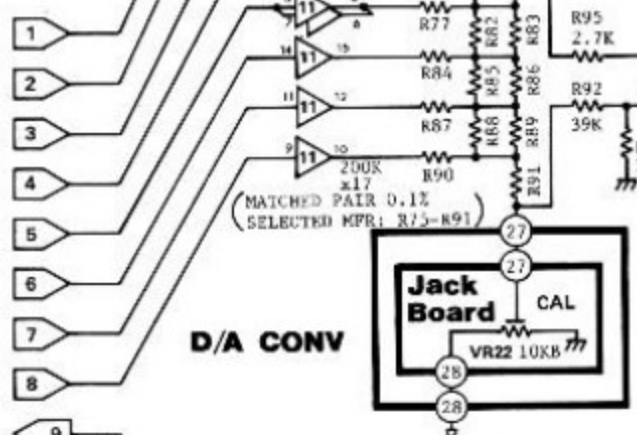 1
2
3
4
5
6
7
8
9
R77
R82
R83
R95
2.7K
14
15
R84
R85
R86
R92
39K
11
11
12
R87
R88
R89
9
11
10
200K
x17
R90
R91
(MATCHED PAIR 0.1%
SELECTED MFR: R75-R91)
27
27
Jack
Board
CAL
VR22 10KB
D/A CONV
28
28